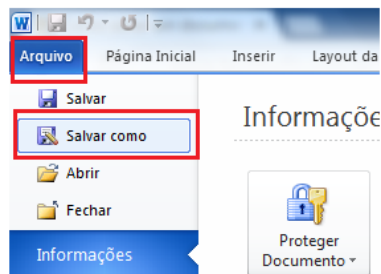 W
Arquivo Página Inicial Inserir Layout da
Salvar
Salvar como
Abrir
Fechar
Informações
Informaçõe
Proteger
Documento